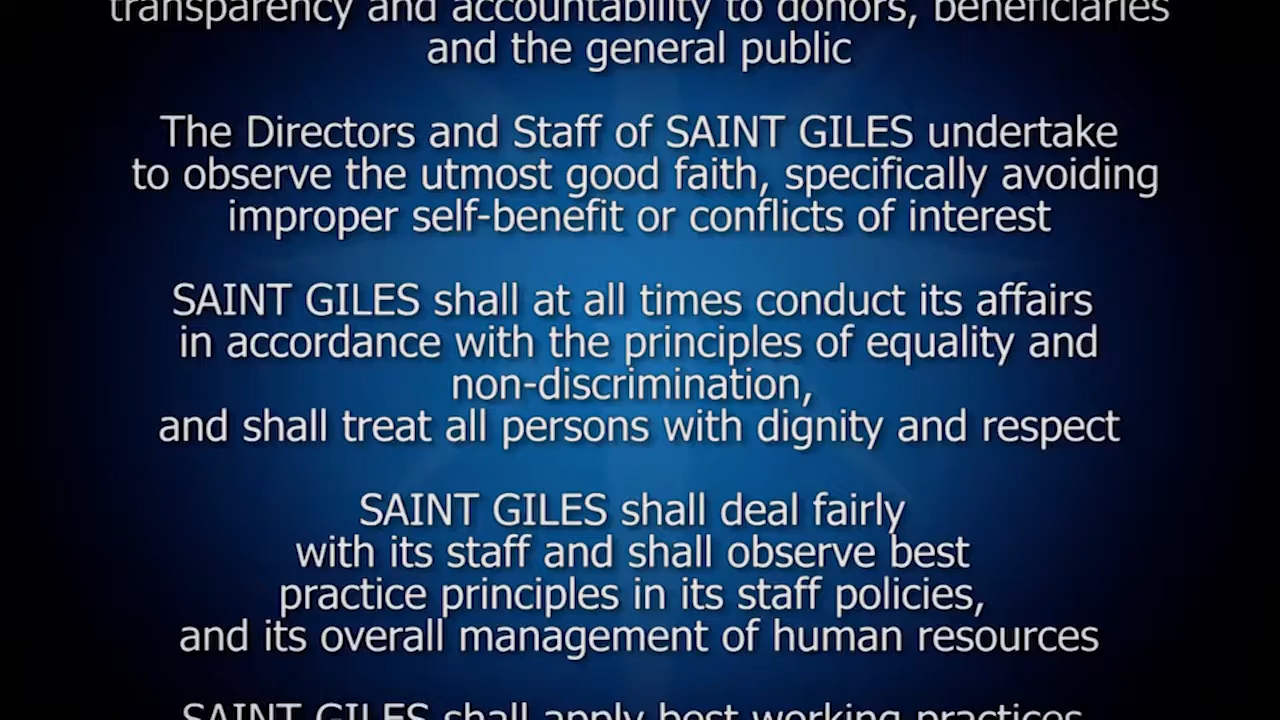 transparency and accountability to donors, beneficiaries
and the general public
The Directors and Staff of SAINT GILES undertake
to observe the utmost good faith, specifically avoiding
improper self-benefit or conflicts of interest
SAINT GILES shall at all times conduct its affairs
in accordance with the principles of equality and
non-discrimination,
and shall treat all persons with dignity and respect
SAINT GILES shall deal fairly
with its staff and shall observe best
practice principles in its staff policies,
and its overall management of human resources
SAINT GILES shall apply best working practices